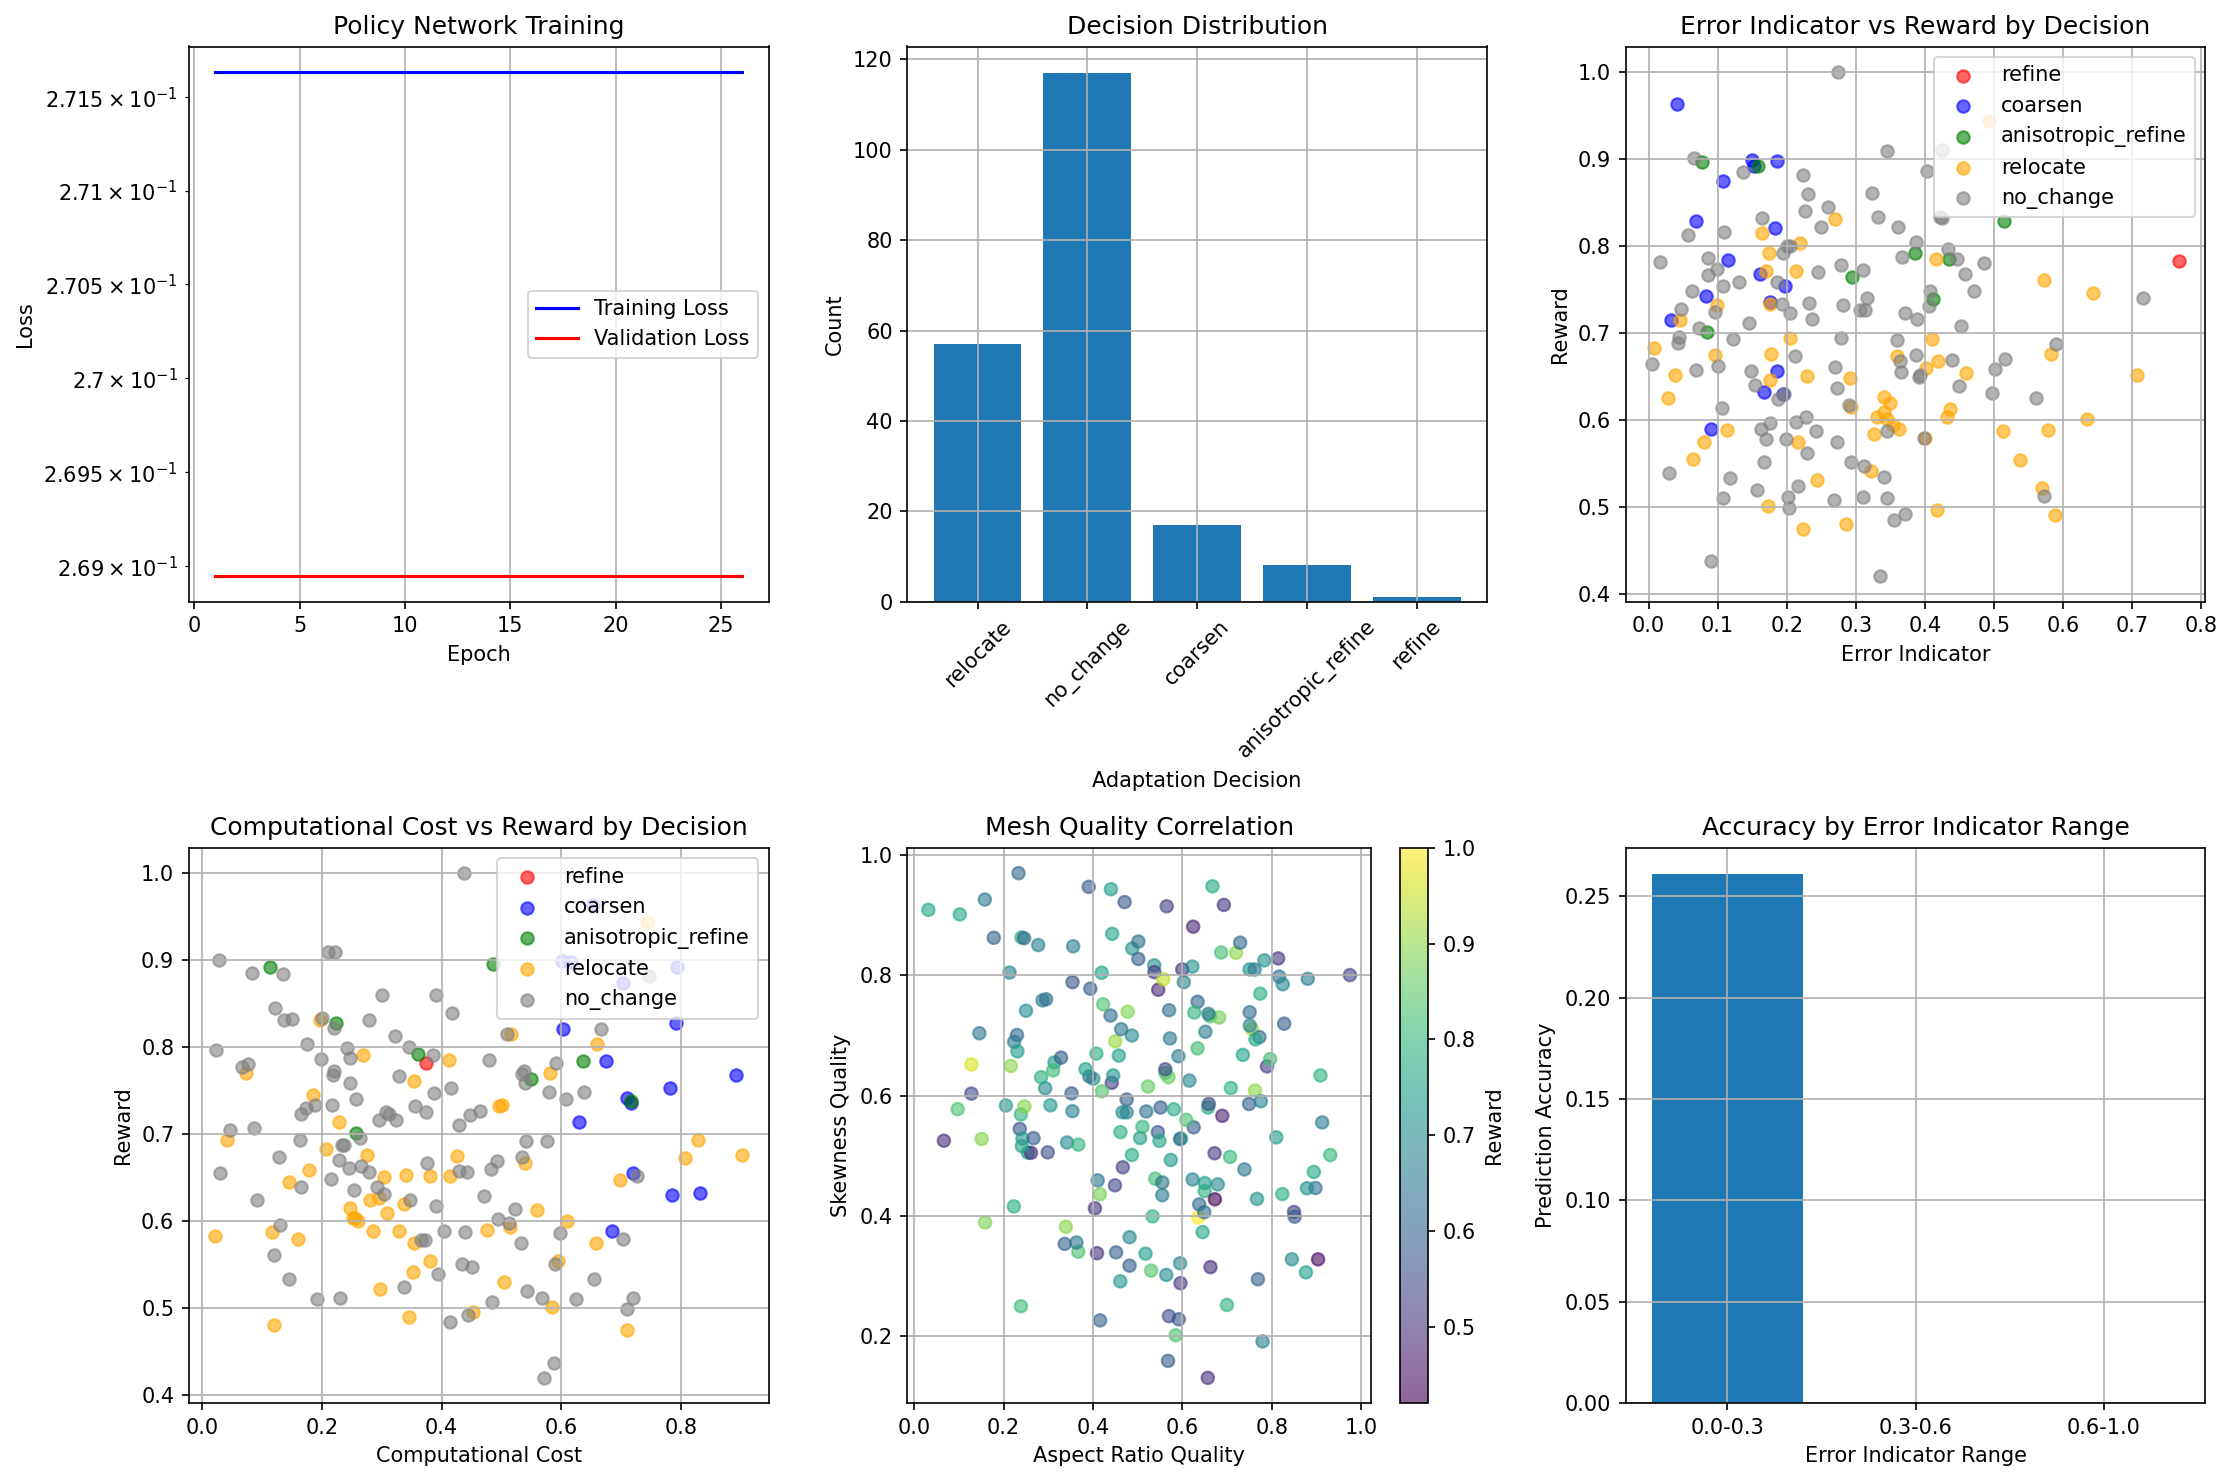 Policy Network Training
2.715 × 10⁻¹
2.71 × 10⁻¹
2.705 × 10⁻¹
2.7 × 10⁻¹
2.695 × 10⁻¹
2.69 × 10⁻¹
Loss
Training Loss
Validation Loss
0 5 10 15 20 25
Epoch
Decision Distribution
120
100
80
60
40
20
0
Count
relocate
no_change
coarsen
anisotropic_refine
refine
Adaptation Decision
Error Indicator vs Reward by Decision
1.0
0.9
0.8
0.7
0.6
0.5
0.4
Reward
refine
coarsen
anisotropic_refine
relocate
no_change
0.0 0.1 0.2 0.3 0.4 0.5 0.6 0.7 0.8
Error Indicator
Computational Cost vs Reward by Decision
1.0
0.9
0.8
0.7
0.6
0.5
0.4
Reward
refine
coarsen
anisotropic_refine
relocate
no_change
0.0 0.2 0.4 0.6 0.8
Computational Cost
Mesh Quality Correlation
1.0
0.8
0.6
0.4
0.2
Skewness Quality
0.0 0.2 0.4 0.6 0.8 1.0
Aspect Ratio Quality
1.0
0.9
0.8
0.7
0.6
0.5
Reward
Accuracy by Error Indicator Range
0.25
0.20
0.15
0.10
0.05
0.00
Prediction Accuracy
0.0-0.3 0.3-0.6 0.6-1.0
Error Indicator Range